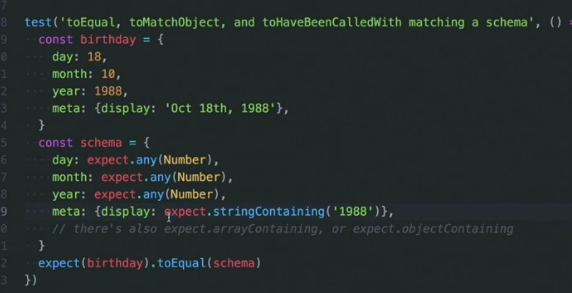 7
8 test('toEqual, toMatchObject, and toHaveBeenCalledWith matching a schema', () =
9 const birthday = {
0 day: 18,
1 month: 10,
2 year: 1988,
3 meta: {display: 'Oct 18th, 1988'},
4 }
5 const schema = {
6 day: expect.any(Number),
7 month: expect.any(Number),
8 year: expect.any(Number),
9 meta: {display: expect.stringContaining('1988')},
0 // there's also expect.arrayContaining, or expect.objectContaining
1 }
2 expect(birthday).toEqual(schema)
3 })